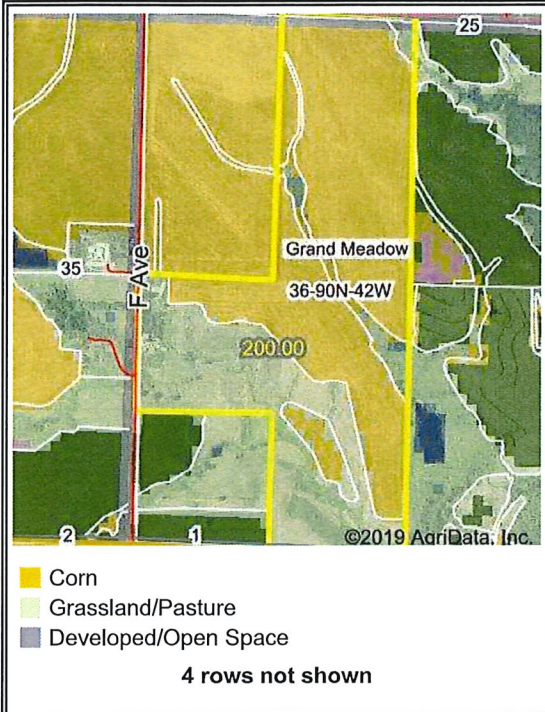 25
Grand Meadow
F-Ave
35
36-90N-42W
200.00
2
1
©2019 AgriData, Inc.
Corn
Grassland/Pasture
Developed/Open Space
4 rows not shown